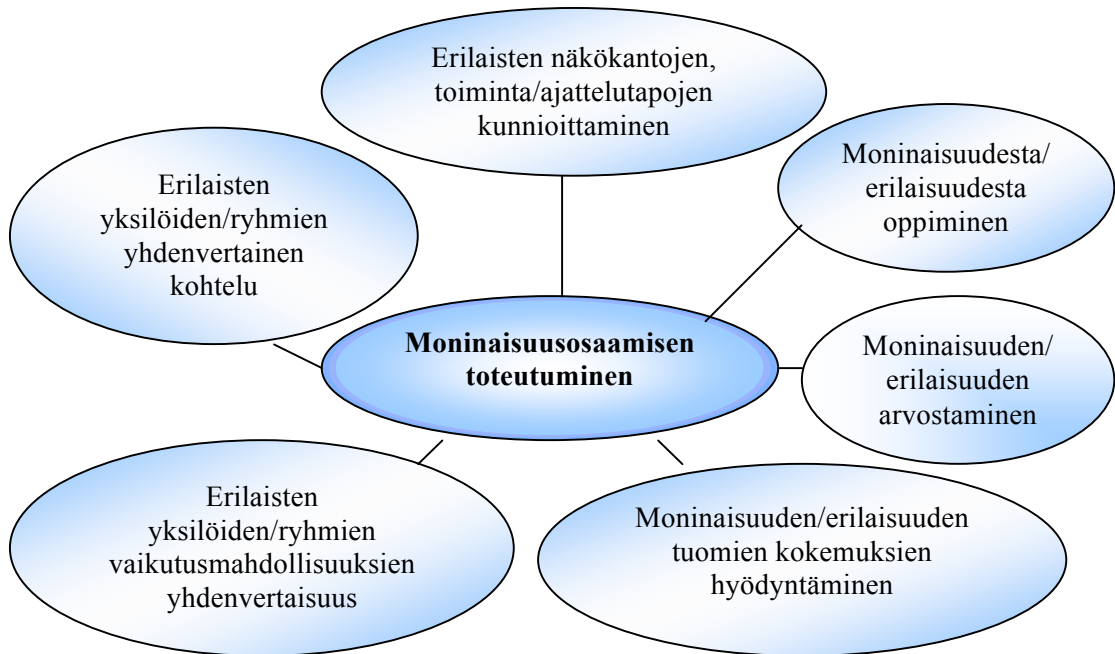 Erilaisten näkökantojen,
toiminta/ajattelutapojen
kunnioittaminen
Moninaisuudesta/
erilaisuudesta
oppiminen
Erilaisten
yksilöiden/ryhmien
yhdenvertainen
kohtelu
Moninaisuusosaamisen
toteutuminen
Moninaisuuden/
erilaisuuden
arvostaminen
Erilaisten
yksilöiden/ryhmien
vaikutusmahdollisuuksien
yhdenvertaisuus
Moninaisuuden/erilaisuuden
tuomien kokemuksien
hyödyntäminen